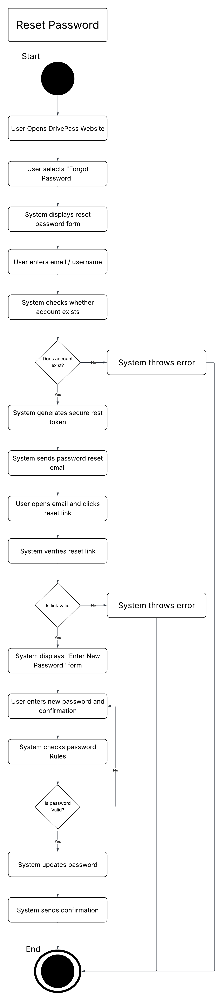 Reset Password
Start
User Opens DrivePass Website
User selects "Forgot
Password"
System displays reset
password form
User enters email / username
System checks whether
account exists
Does account
exist?
No
System throws error
Yes
System generates secure rest
token
System sends password reset
email
User opens email and clicks
reset link
System verifies reset link
Is link valid
No
System throws error
Yes
System displays "Enter New
Password" form
User enters new password and
confirmation
System checks password
Rules
No
Is password
Valid?
Yes
System updates password
System sends confirmation
End